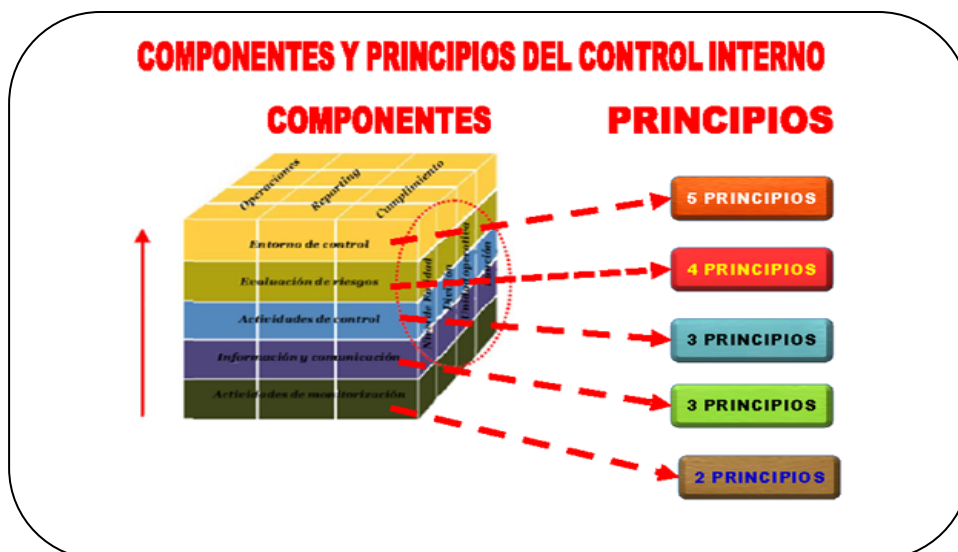 COMPONENTES Y PRINCIPIOS DEL CONTROL INTERNO
COMPONENTES
PRINCIPIOS
Operaciones
Reporting
Cumplimiento
Entorno de control
Evaluación de riesgos
Actividades de control
Información y comunicación
Actividades de monitorización
División
5 PRINCIPIOS
4 PRINCIPIOS
3 PRINCIPIOS
3 PRINCIPIOS
2 PRINCIPIOS